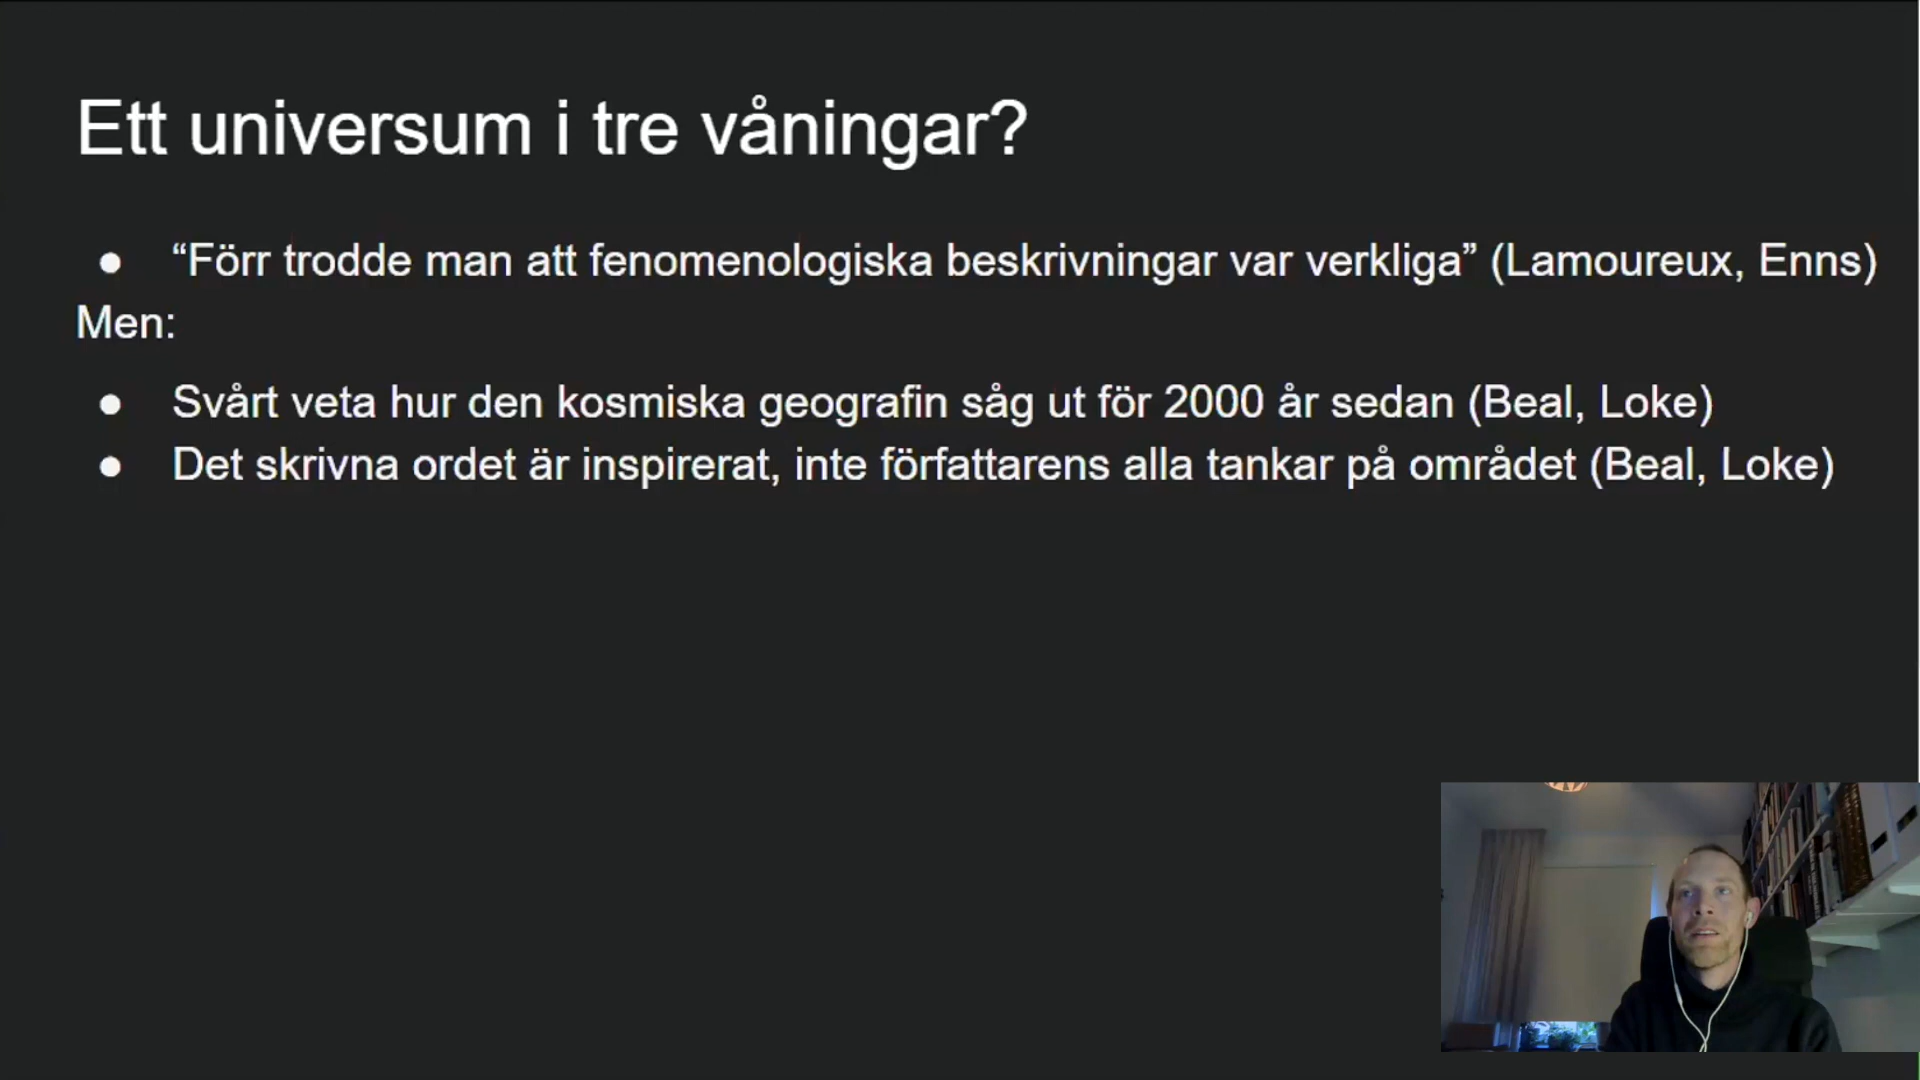 Ett universum i tre våningar?
● “Förr trodde man att fenomenologiska beskrivningar var verkliga” (Lamoureux, Enns)
Men:
● Svårt veta hur den kosmiska geografin såg ut för 2000 år sedan (Beal, Loke)
● Det skrivna ordet är inspirerat, inte författarens alla tankar på området (Beal, Loke)